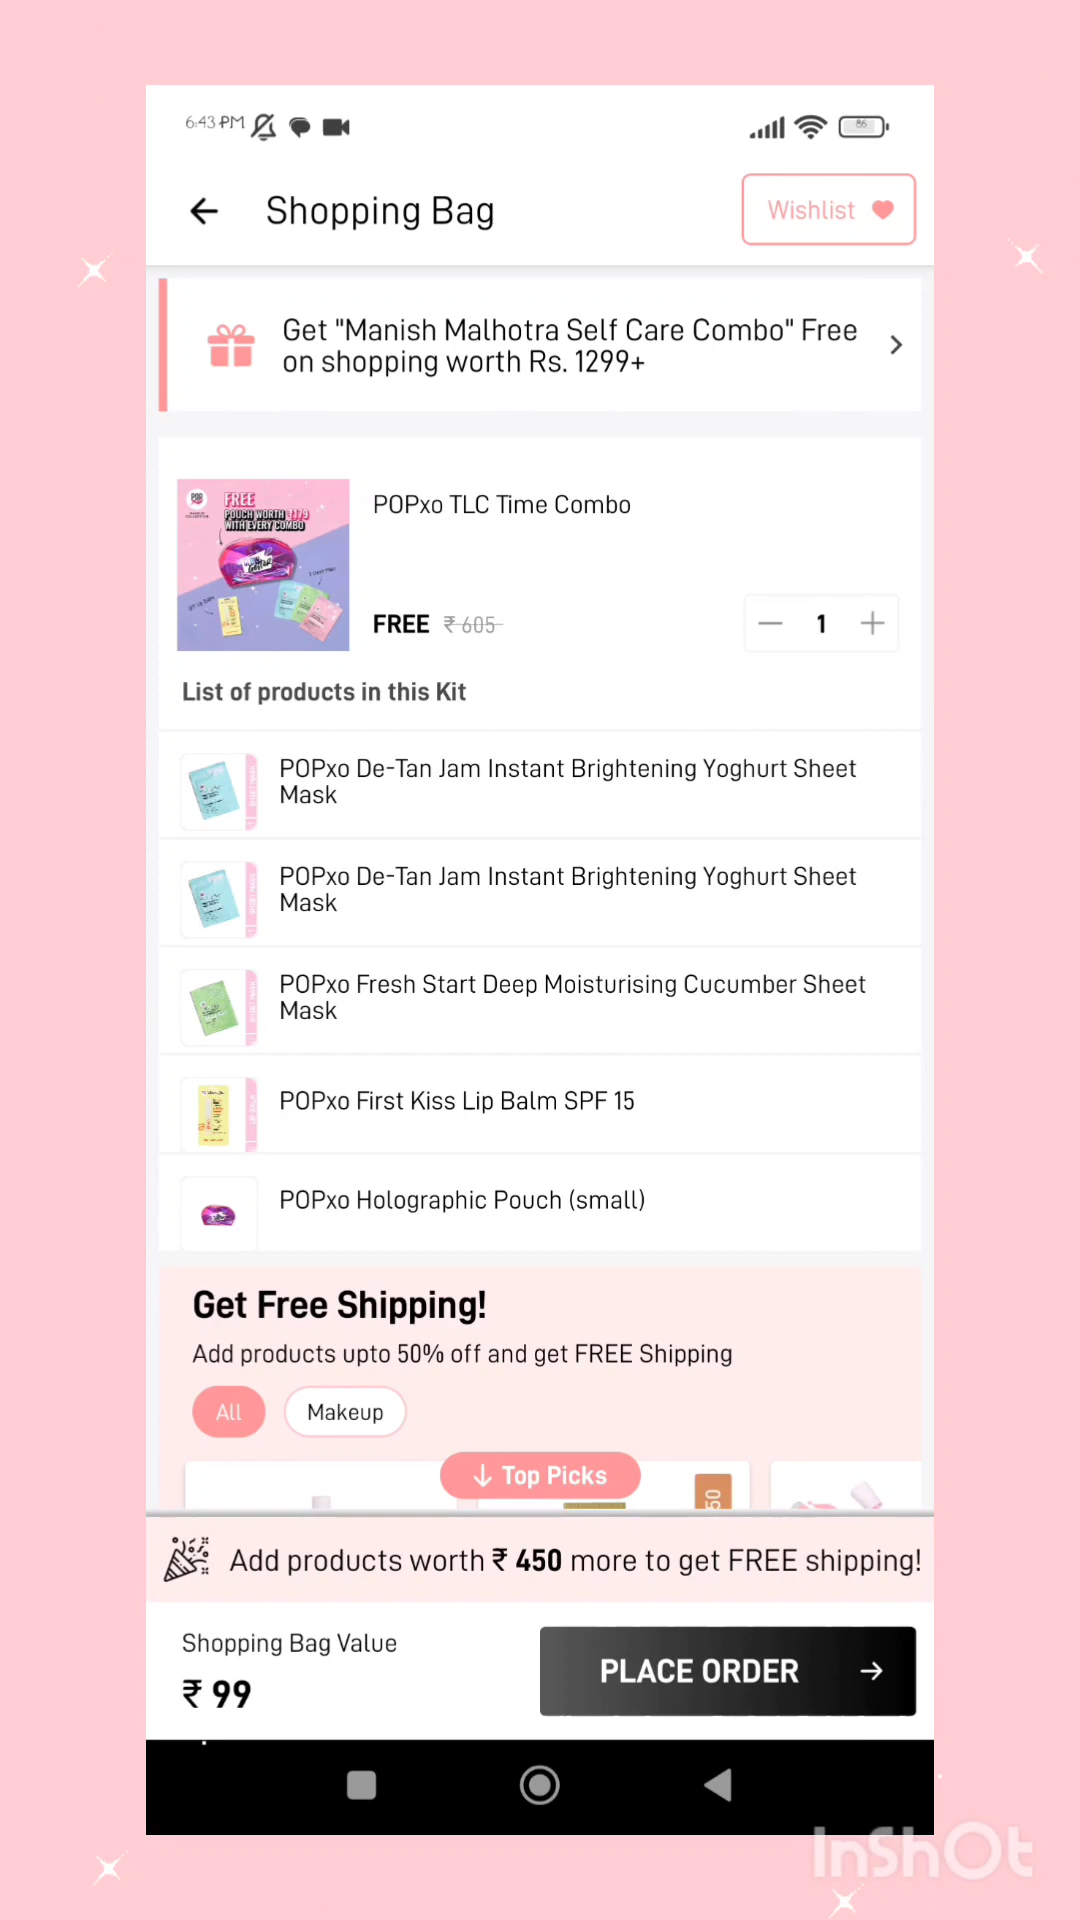 6:43 PM
86
Shopping Bag
Wishlist
Get "Manish Malhotra Self Care Combo" Free
on shopping worth Rs. 1299+
POPxo TLC Time Combo
FREE
POUCH WORTH ₹179
WITH EVERY COMBO
FREE ₹ 605
1
List of products in this Kit
POPxo De-Tan Jam Instant Brightening Yoghurt Sheet
Mask
POPxo De-Tan Jam Instant Brightening Yoghurt Sheet
Mask
POPxo Fresh Start Deep Moisturising Cucumber Sheet
Mask
POPxo First Kiss Lip Balm SPF 15
POPxo Holographic Pouch (small)
Get Free Shipping!
Add products upto 50% off and get FREE Shipping
All
Makeup
Top Picks
50
Add products worth ₹ 450 more to get FREE shipping!
Shopping Bag Value
₹ 99
PLACE ORDER
InShOt